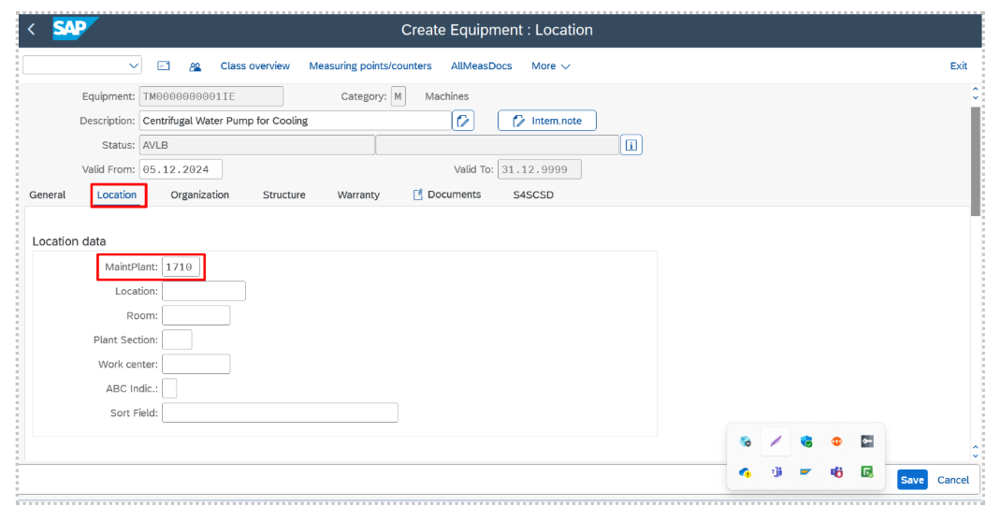 SAP Create Equipment : Location
Class overview Measuring points/counters AllMeasDocs More Exit
Equipment: TM0000000001IE Category: M Machines
Description: Centrifugal Water Pump for Cooling Intern.note
Status: AVLB
Valid From: 05.12.2024 Valid To: 31.12.9999
General Location Organization Structure Warranty Documents S4SCSD
Location data
MaintPlant: 1710
Location:
Room:
Plant Section:
Work center:
ABC Indic.:
Sort Field:
Save Cancel